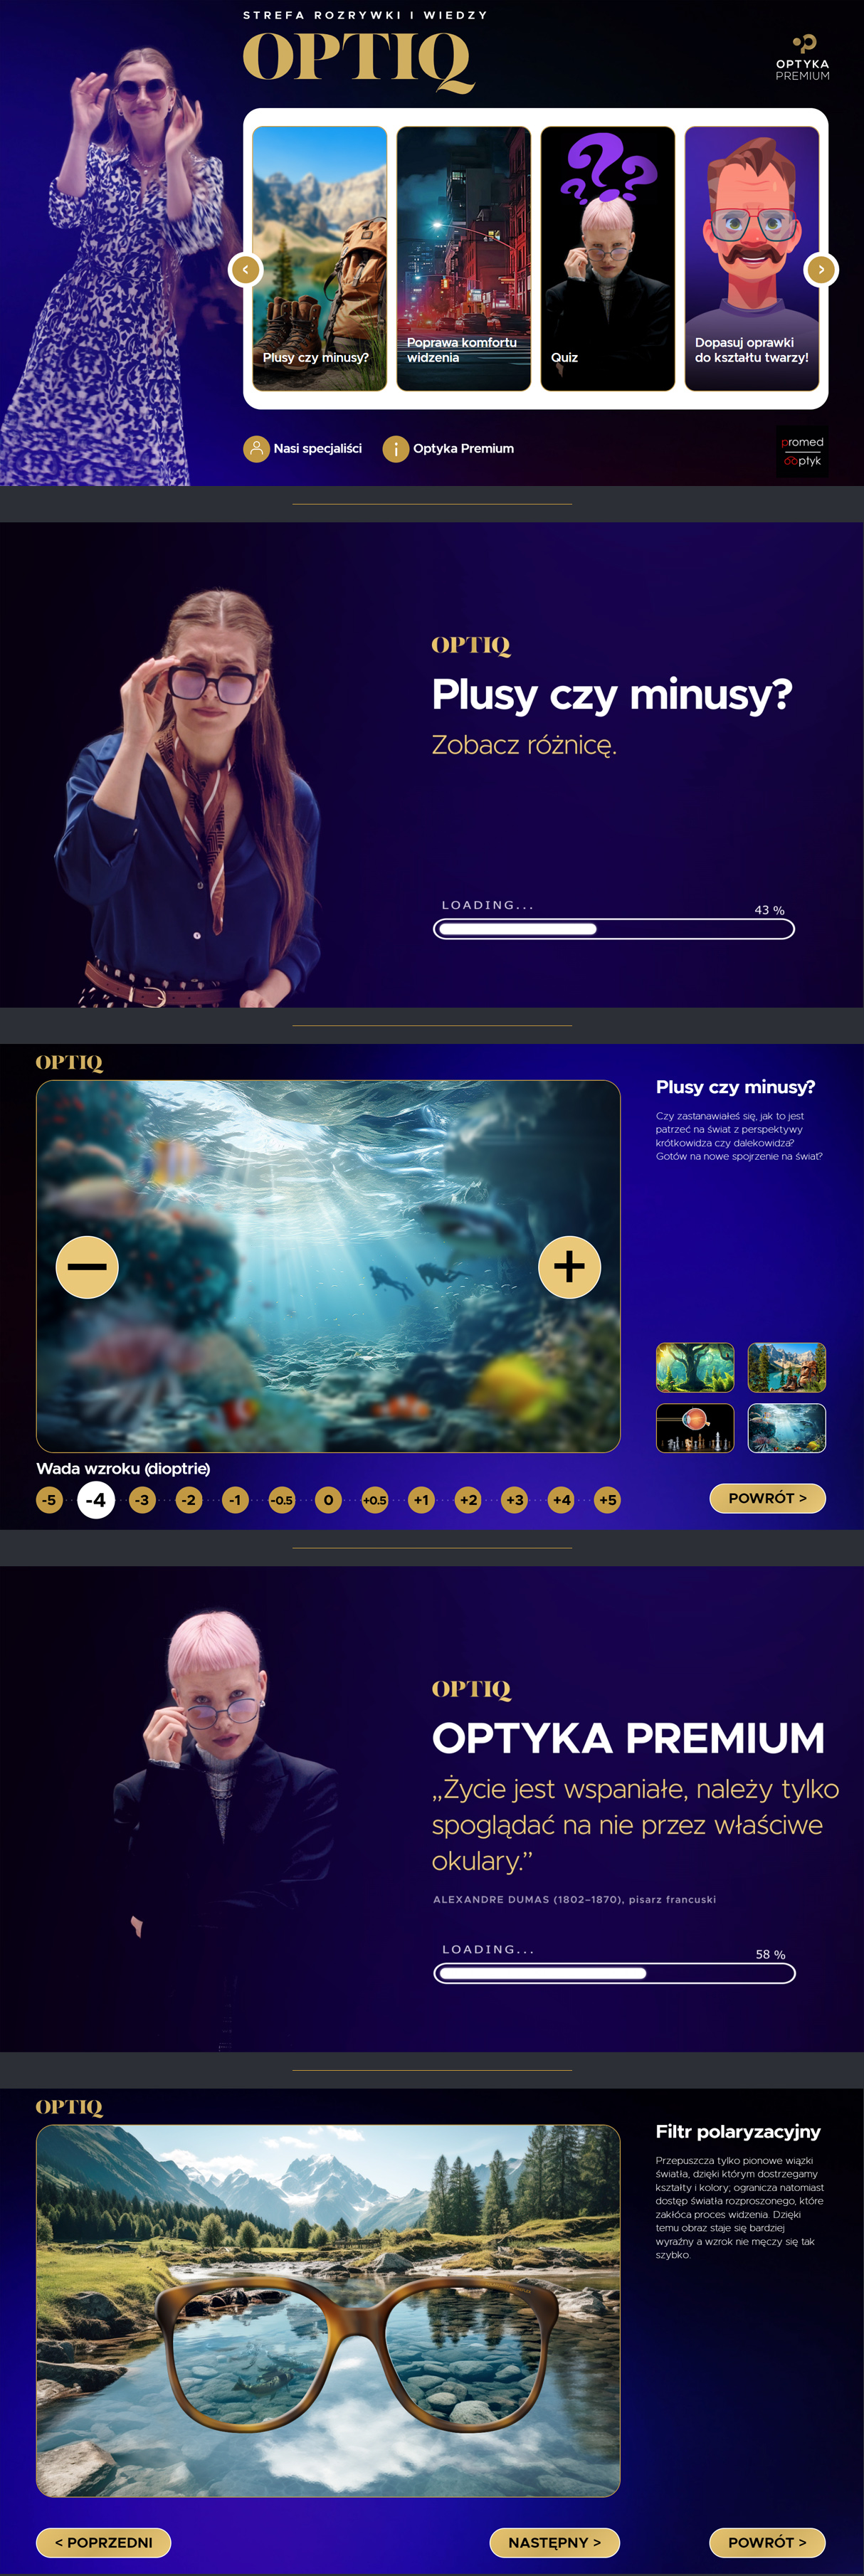 STREFA ROZRYWKI I WIEDZY
OPTIQ
OPTYKA
PREMIUM
<
>
Plusy czy minusy?
Poprawa komfortu
widzenia
Quiz
Dopasuj oprawki
do kształtu twarzy!
Nasi specjaliści
i Optyka Premium
promed
optyk
OPTIQ
Plusy czy minusy?
Zobacz różnicę.
LOADING...
43 %
OPTIQ
Plusy czy minusy?
Czy zastanawiałeś się, jak to jest
patrzeć na świat z perspektywy
krótkowidza czy dalekowidza?
Gotów na nowe spojrzenie na świat?
Wada wzroku (dioptrie)
-5 -4 -3 -2 -1 -0.5 0 +0.5 +1 +2 +3 +4 +5
POWRÓT >
OPTIQ
OPTYKA PREMIUM
„Życie jest wspaniałe, należy tylko
spoglądać na nie przez właściwe
okulary.”
ALEXANDRE DUMAS (1802–1870), pisarz francuski
LOADING...
58 %
OPTIQ
Filtr polaryzacyjny
Przepuszcza tylko pionowe wiązki
światła, dzięki którym dostrzegamy
kształty i kolory; ogranicza natomiast
dostęp światła rozproszonego, które
zakłóca proces widzenia. Dzięki
temu obraz staje się bardziej
wyraźny a wzrok nie męczy się tak
szybko.
< POPRZEDNI
NASTĘPNY >
POWRÓT >